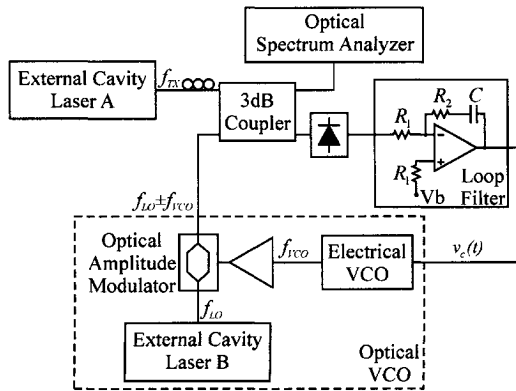 Optical
Spectrum Analyzer
External Cavity
Laser A
f_TX
3dB
Coupler
R_1
R_2
C
R_1
Vb
Loop
Filter
f_LO±f_VCO
Optical
Amplitude
Modulator
f_VCO
Electrical
VCO
v_c(t)
f_LO
External Cavity
Laser B
Optical
VCO